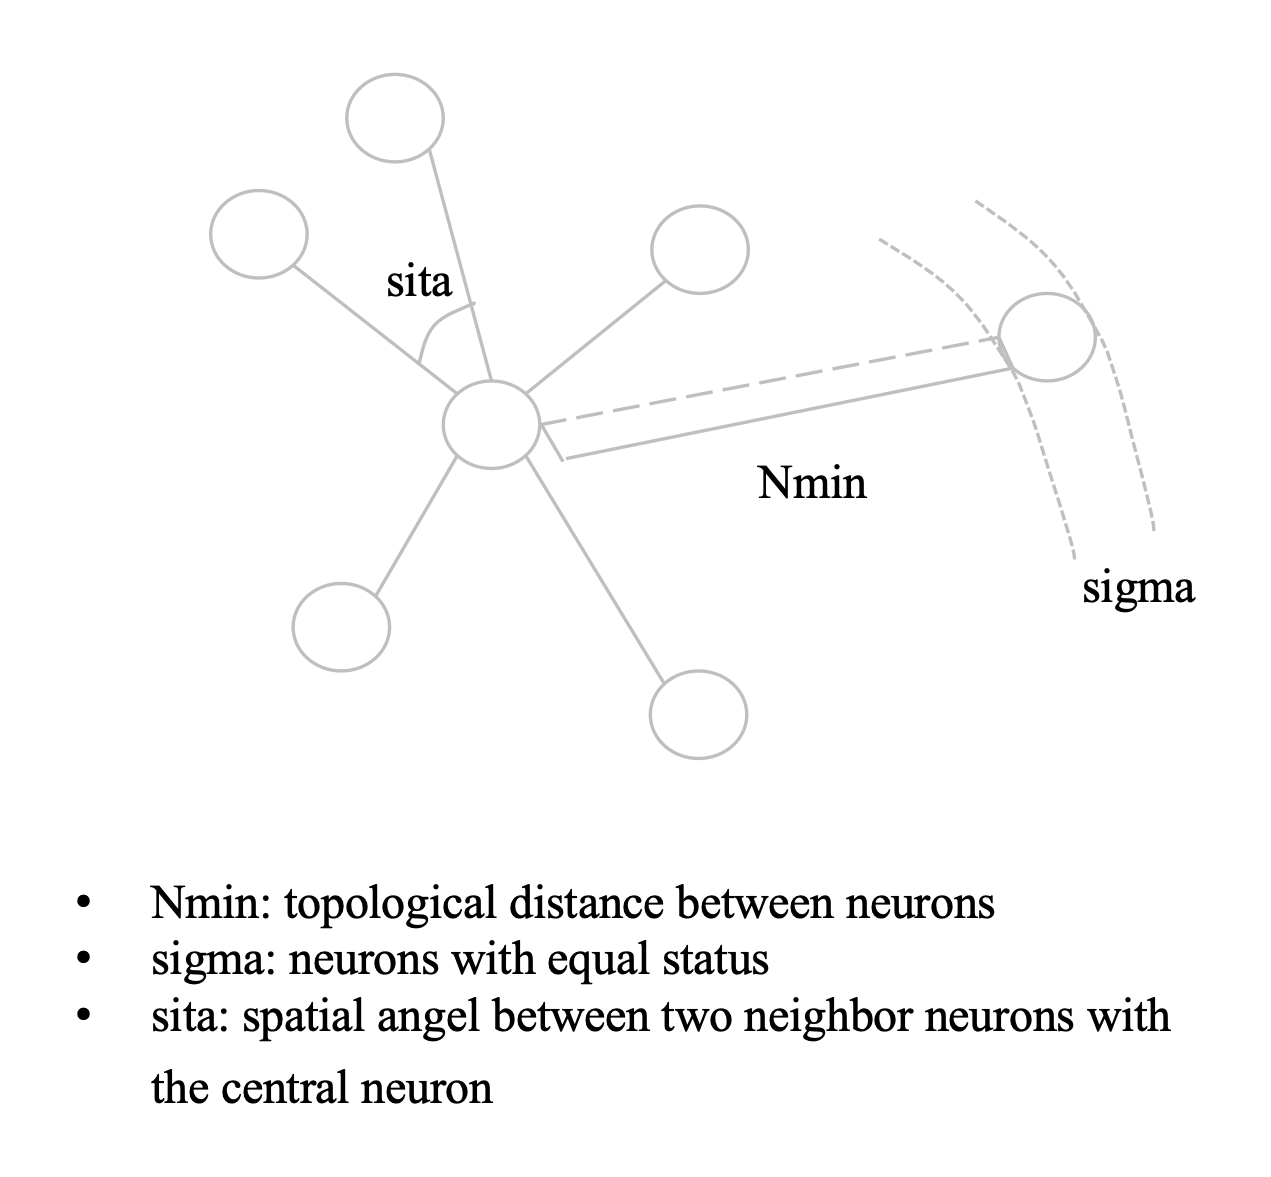 sita
Nmin
sigma
• Nmin: topological distance between neurons
• sigma: neurons with equal status
• sita: spatial angel between two neighbor neurons with
the central neuron